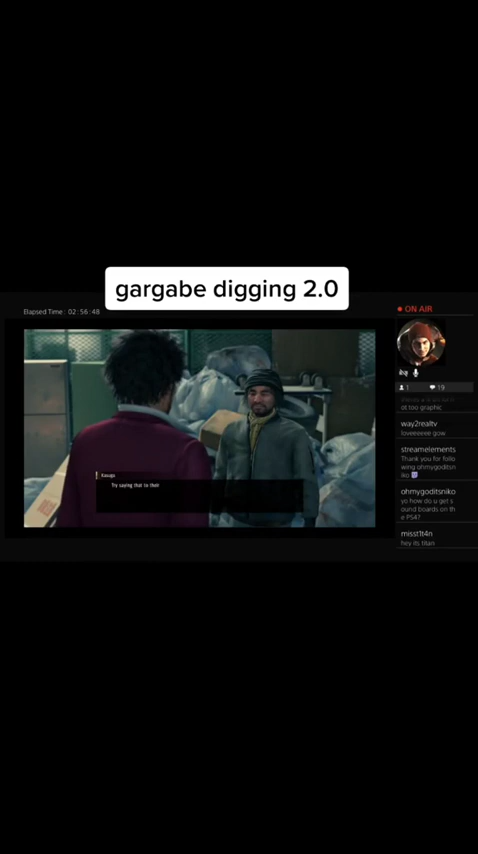 gargabe digging 2.0
Elapsed Time : 02:56:48
ON AIR
1
19
ot too graphic
way2realtv
loveeeeee gow
streamelements
Thank you for follo
wing ohmygoditsn
iko
ohmygoditsniko
yo how do u get s
ound boards on th
e PS4?
misst1t4n
hey its titan
Kasuga
Try saying that to their